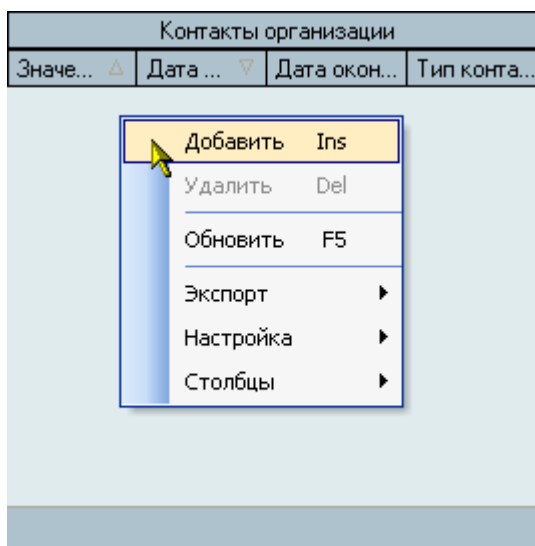 Контакты организации
Значе... Дата ... Дата окон... Тип конта...
Добавить Ins
Удалить Del
Обновить F5
Экспорт
Настройка
Столбцы